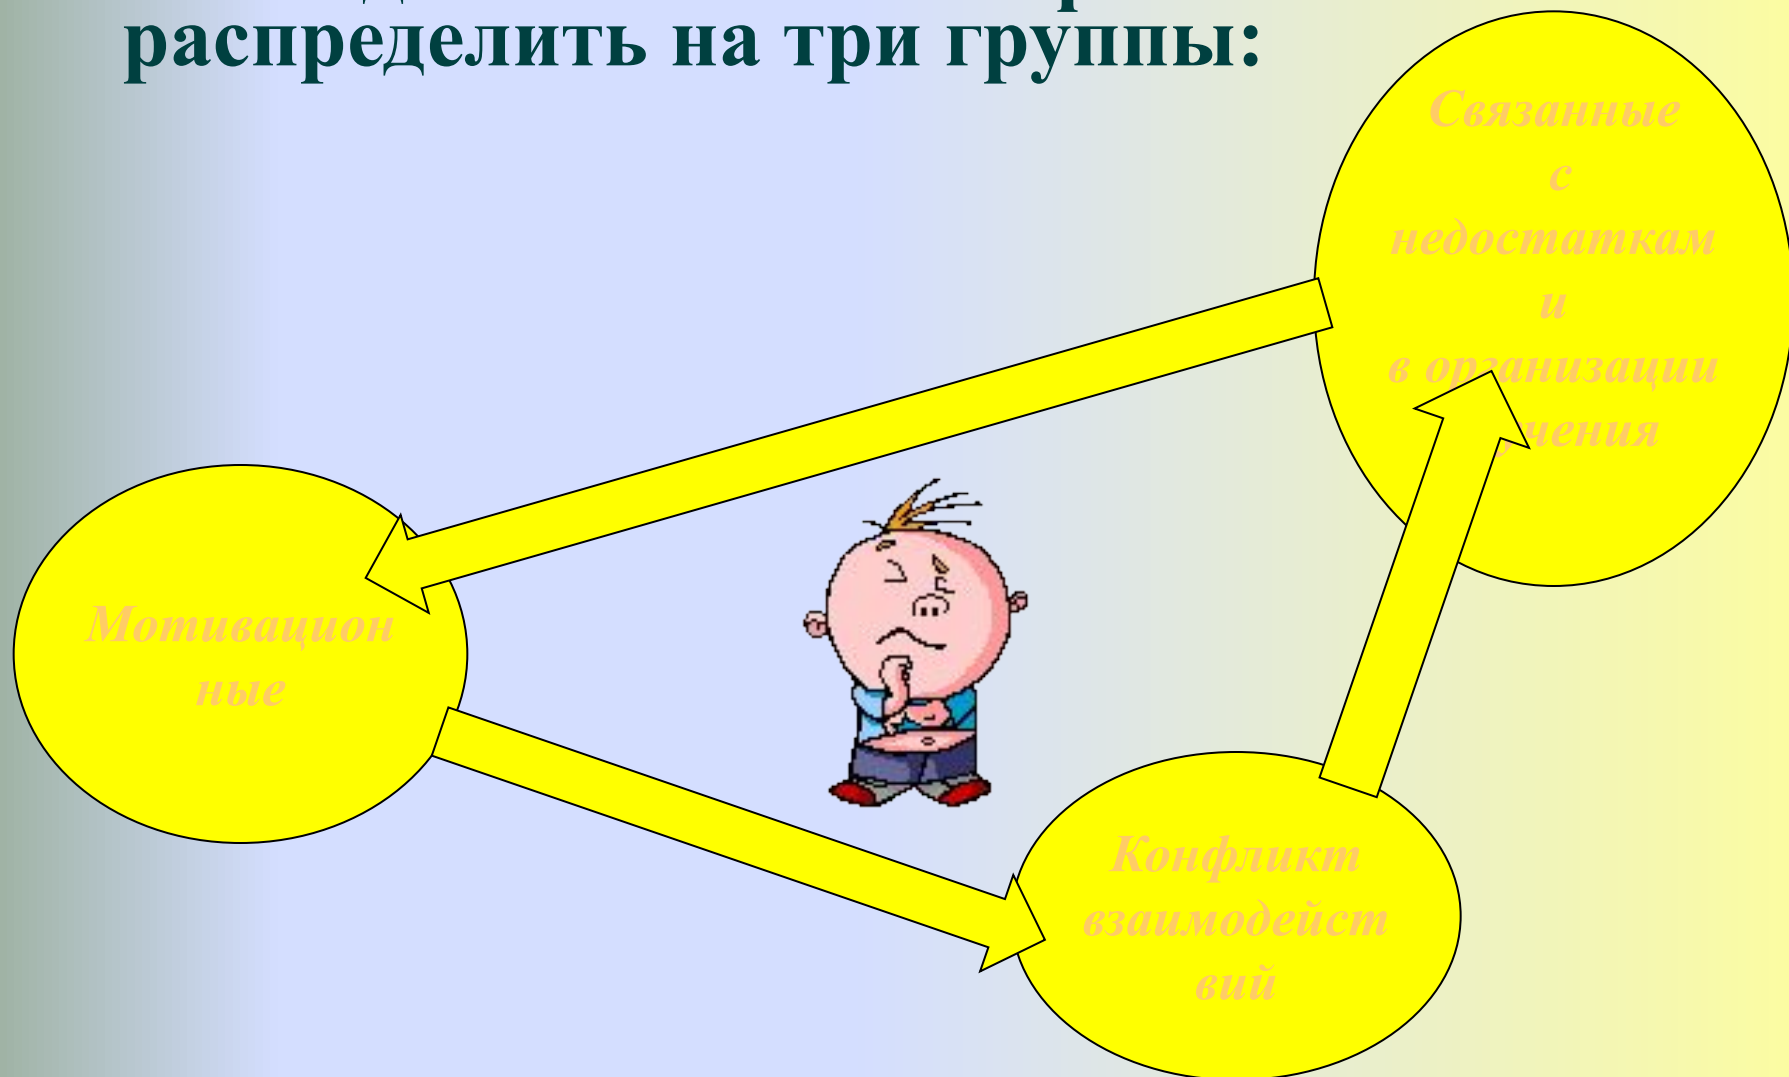 распределить на три группы:
Связанные
с
недостаткам
и
в организации
Мотивацион
ные
Конфликт
взаимодейст
вий